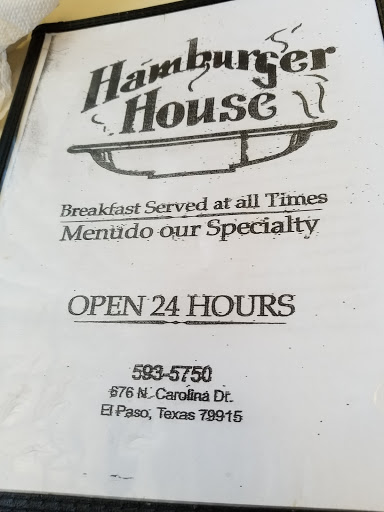 Hamburger
House
Breakfast Served at all Times
Menudo our Specialty
OPEN 24 HOURS
593-5750
676 N. Carolina Dr.
El Paso, Texas 79915